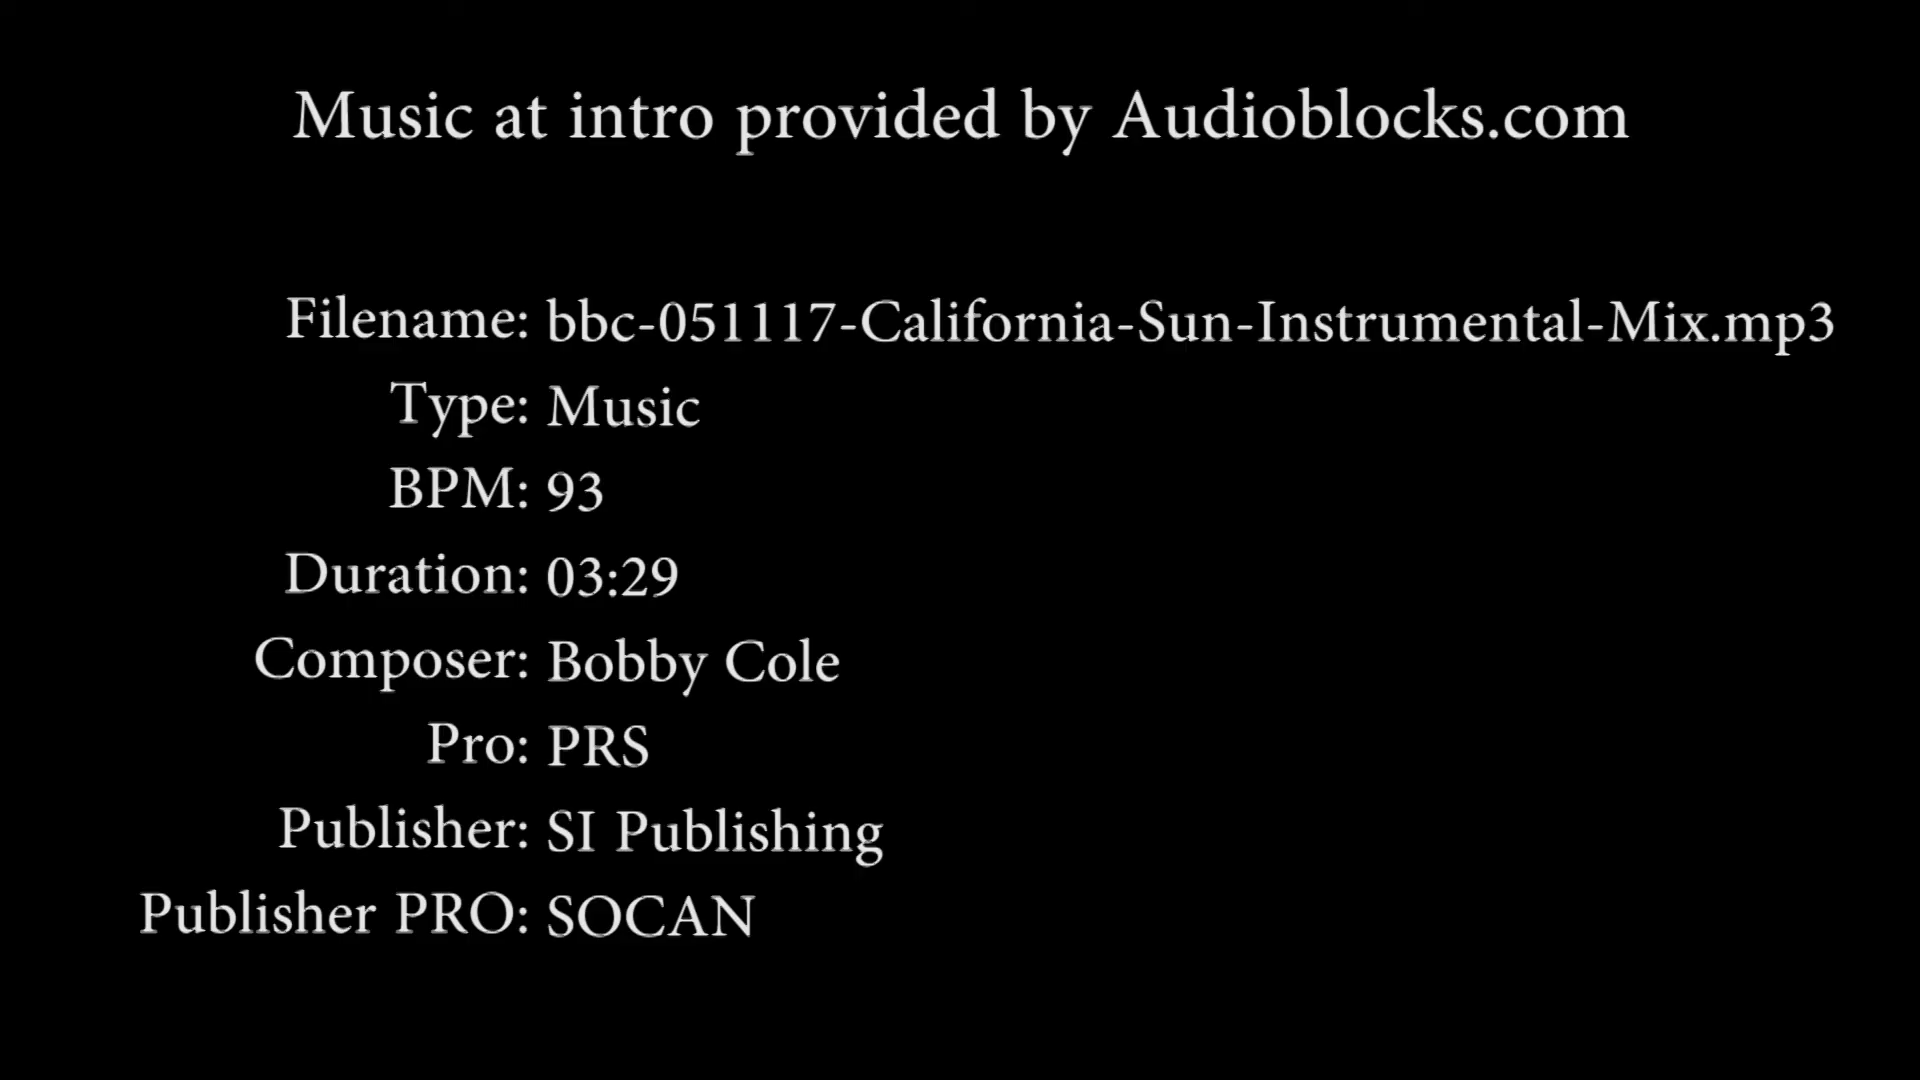 Music at intro provided by Audioblocks.com
Filename: bbc-051117-California-Sun-Instrumental-Mix.mp3
Type: Music
BPM: 93
Duration: 03:29
Composer: Bobby Cole
Pro: PRS
Publisher: SI Publishing
Publisher PRO: SOCAN